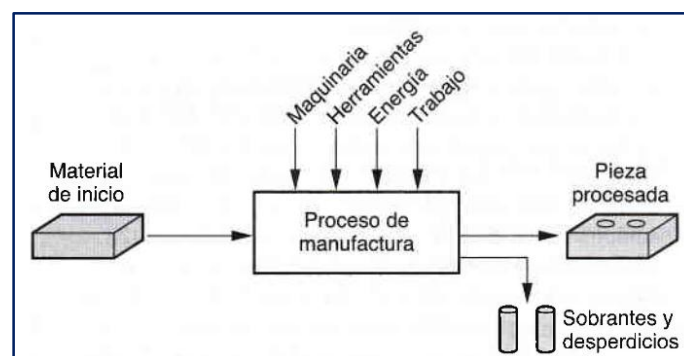 Maquinaria
Herramientas
Energía
Trabajo
Material
de inicio
Proceso de
manufactura
Pieza
procesada
Sobrantes y
desperdicios